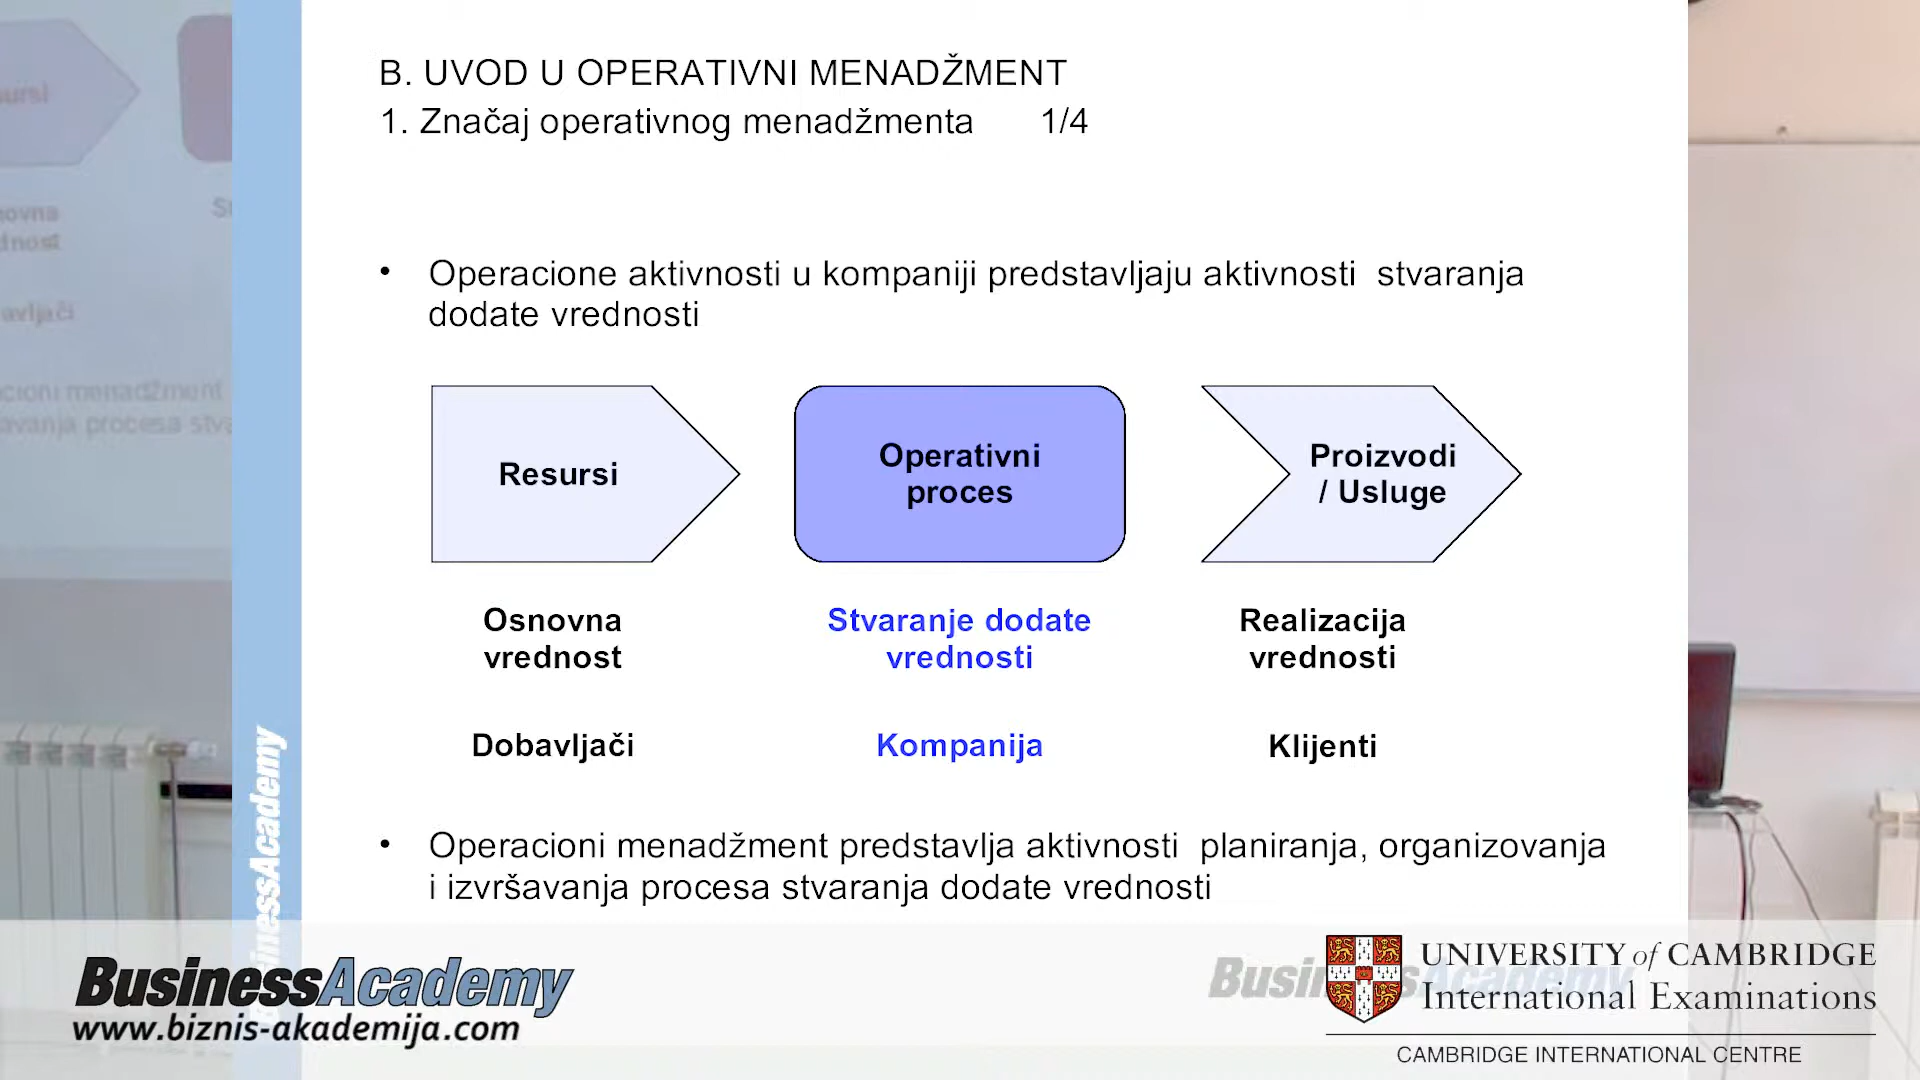 B. UVOD U OPERATIVNI MENADŽMENT
1. Značaj operativnog menadžmenta 1/4
• Operacione aktivnosti u kompaniji predstavljaju aktivnosti stvaranja
dodate vrednosti
Resursi
Operativni
proces
Proizvodi
/ Usluge
Osnovna
vrednost
Stvaranje dodate
vrednosti
Realizacija
vrednosti
Dobavljači
Kompanija
Klijenti
• Operacioni menadžment predstavlja aktivnosti planiranja, organizovanja
i izvršavanja procesa stvaranja dodate vrednosti
BusinessAcademy
BusinessAcademy
www.biznis-akademija.com
BusinessAcademy
UNIVERSITY of CAMBRIDGE
International Examinations
CAMBRIDGE INTERNATIONAL CENTRE